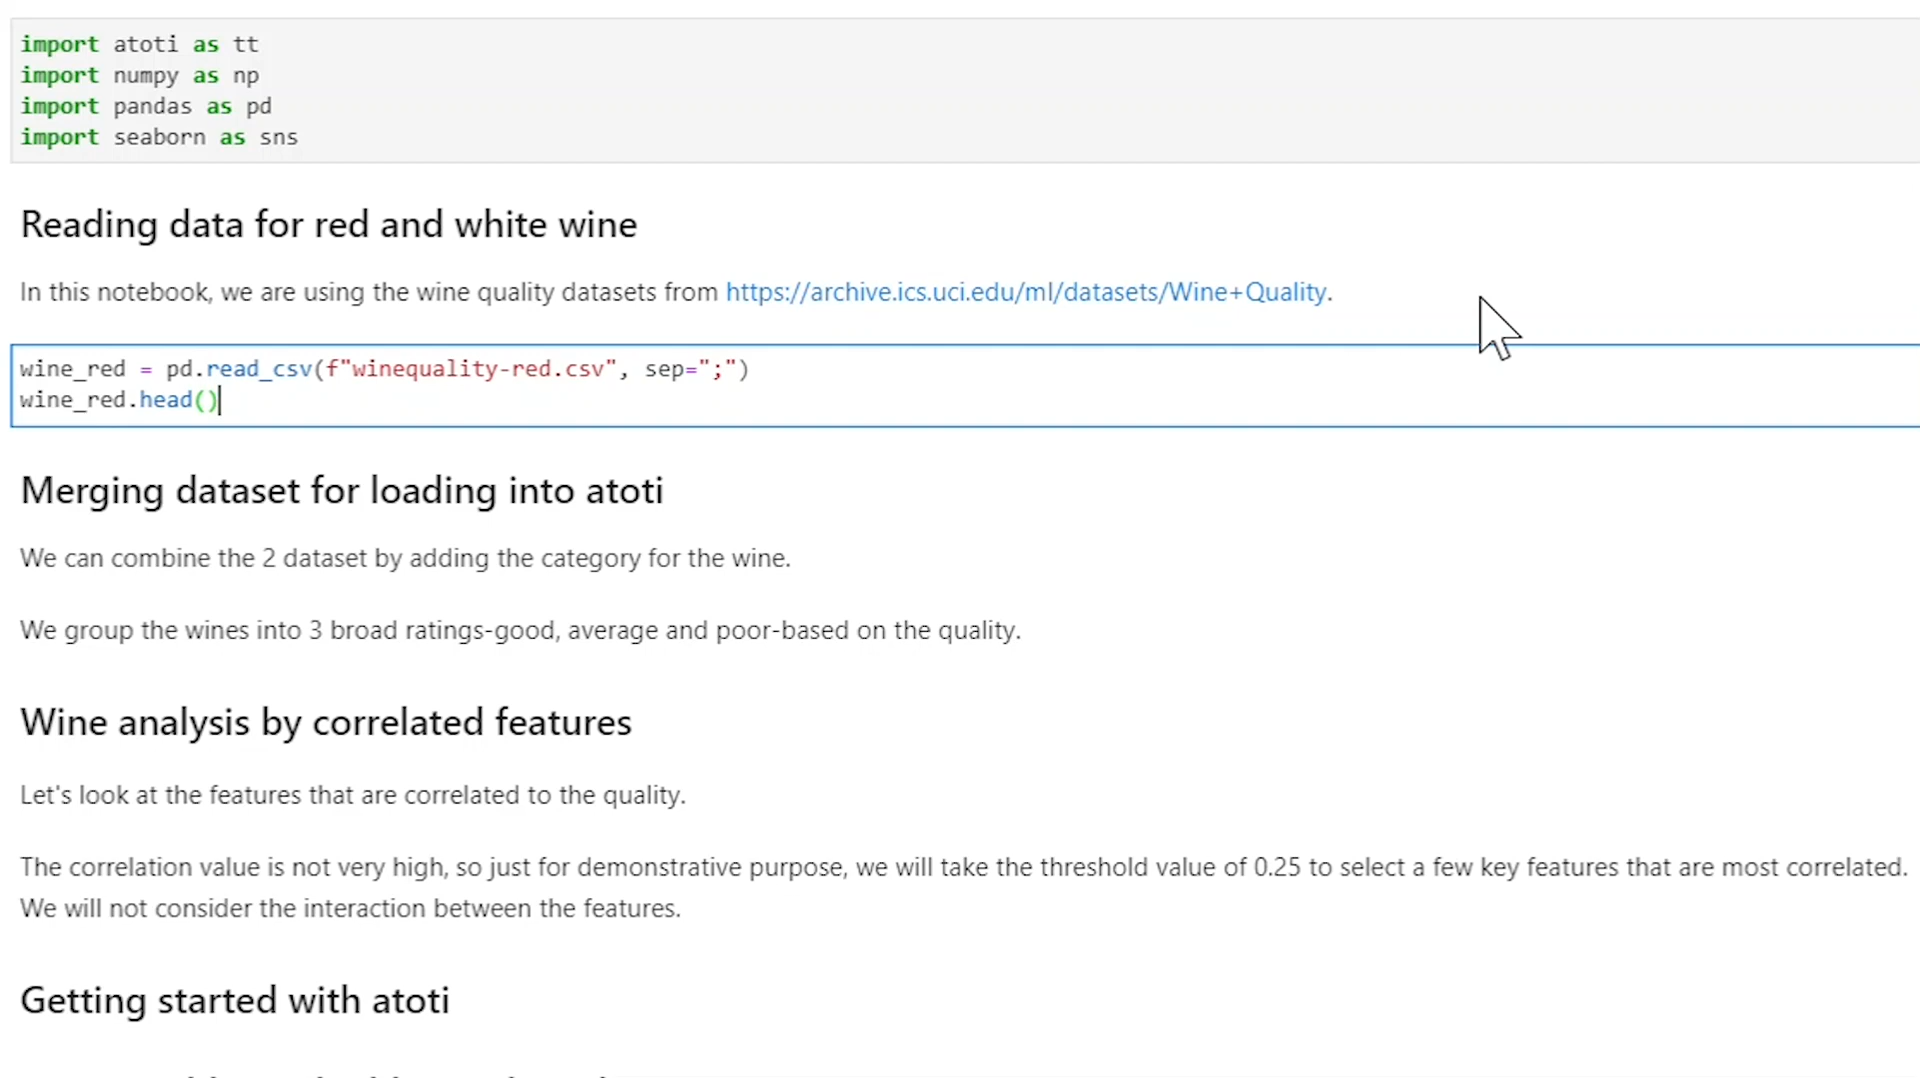 import atoti as tt
import numpy as np
import pandas as pd
import seaborn as sns
Reading data for red and white wine
In this notebook, we are using the wine quality datasets from https://archive.ics.uci.edu/ml/datasets/Wine+Quality.
wine_red = pd.read_csv(f"winequality-red.csv", sep=";")
wine_red.head()
Merging dataset for loading into atoti
We can combine the 2 dataset by adding the category for the wine.
We group the wines into 3 broad ratings-good, average and poor-based on the quality.
Wine analysis by correlated features
Let's look at the features that are correlated to the quality.
The correlation value is not very high, so just for demonstrative purpose, we will take the threshold value of 0.25 to select a few key features that are most correlated.
We will not consider the interaction between the features.
Getting started with atoti